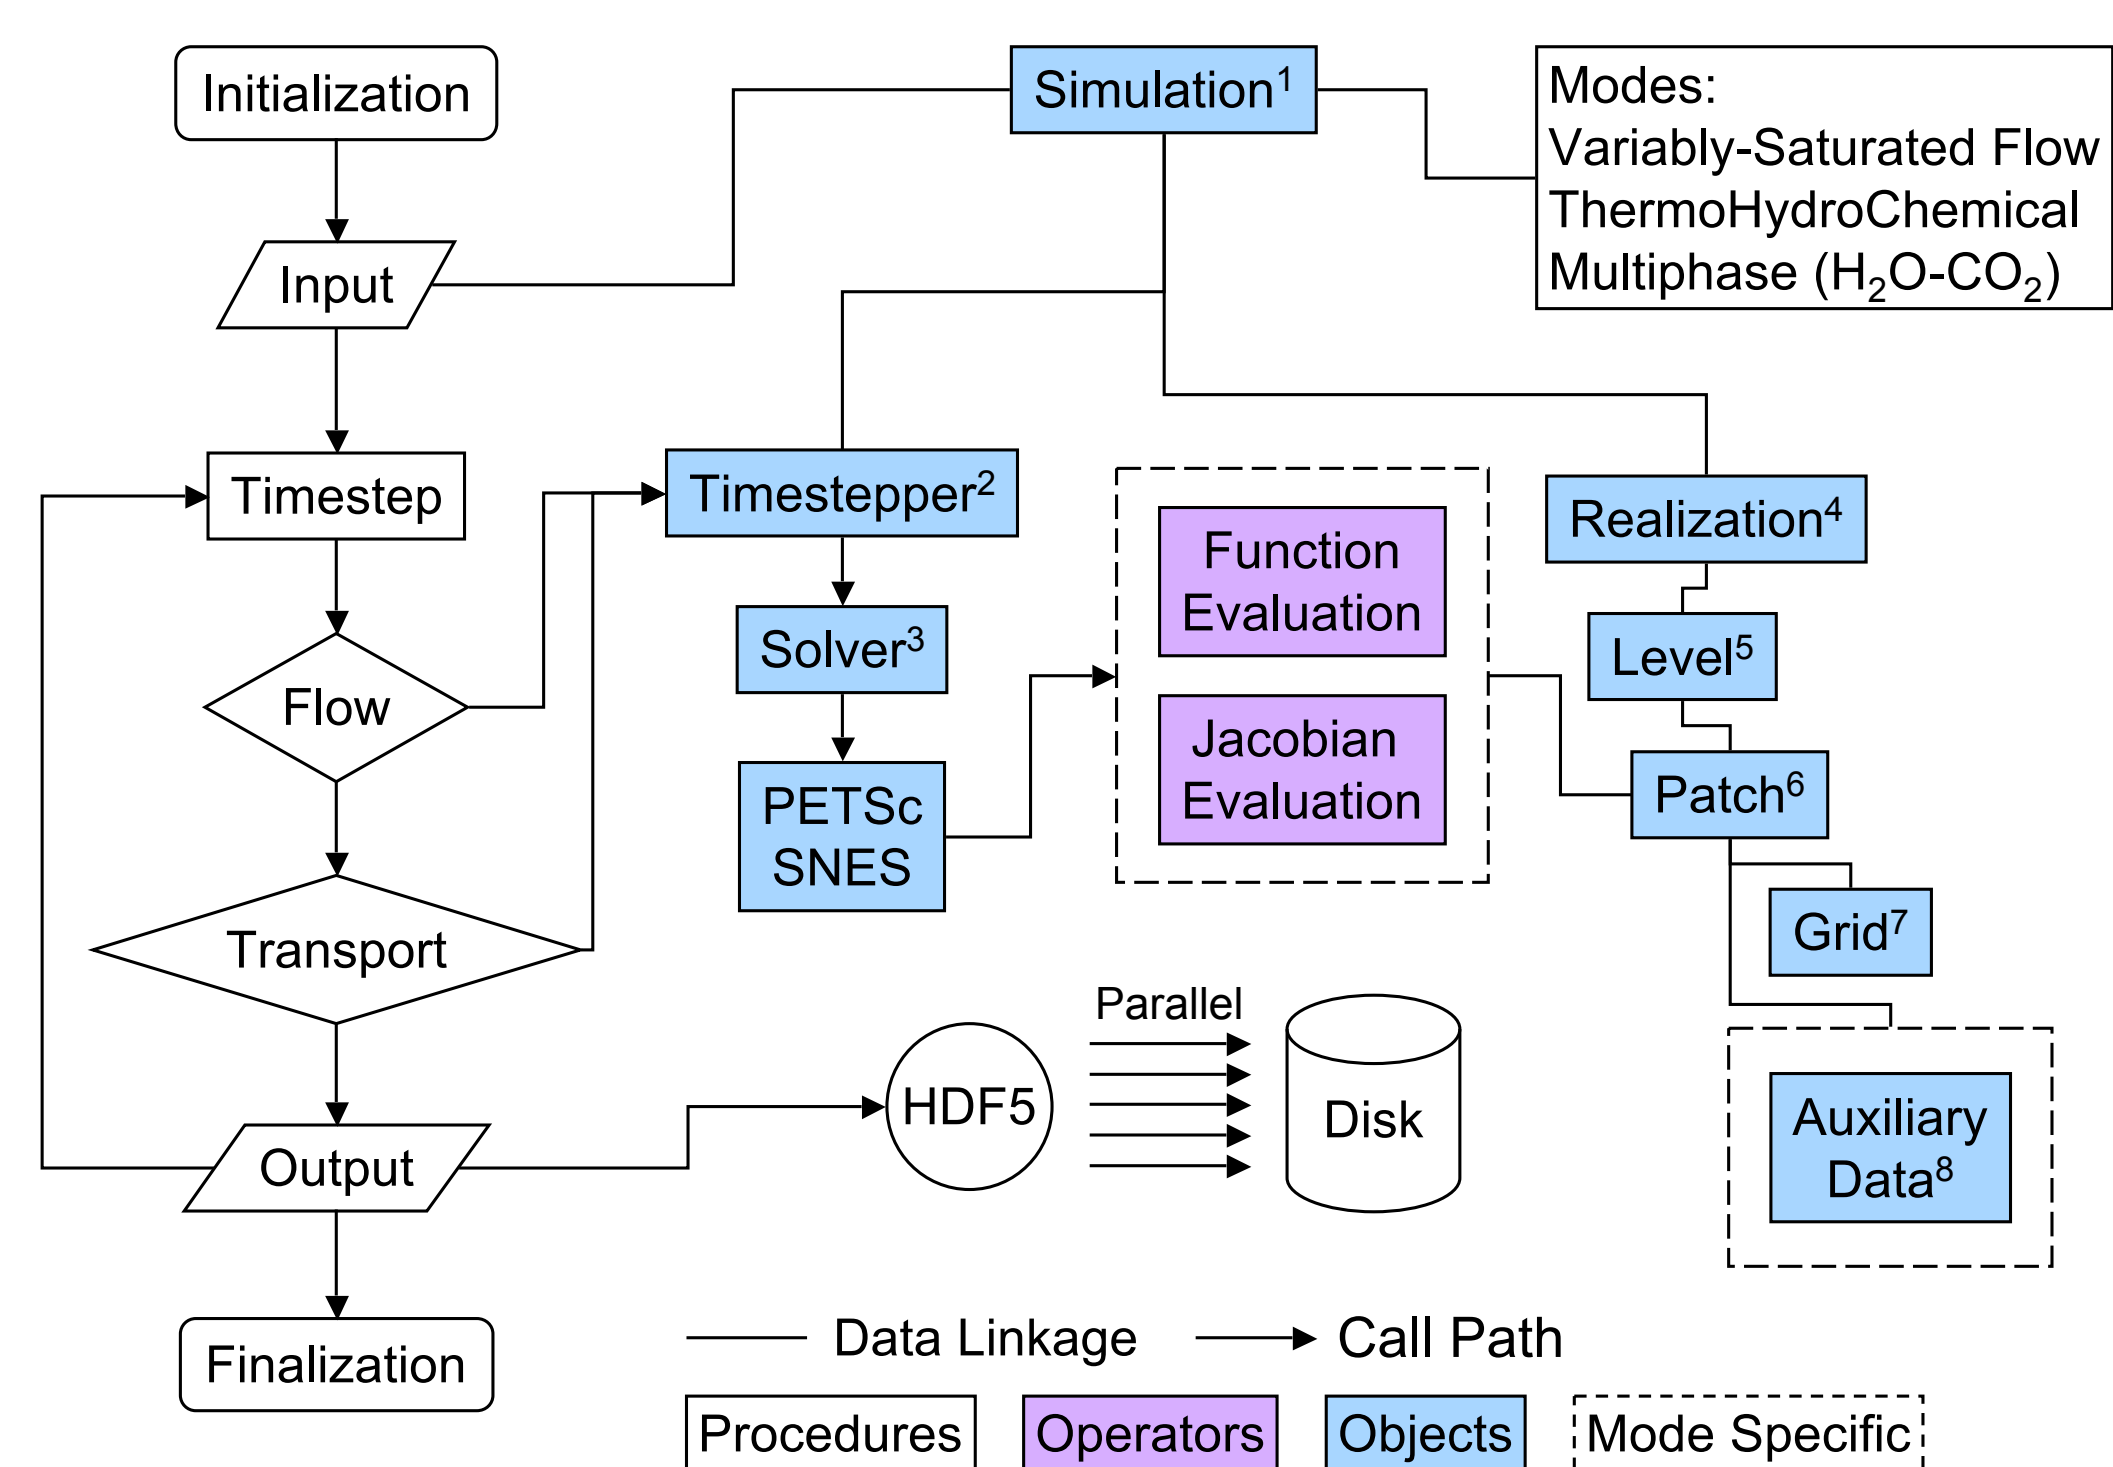 Initialization
Simulation¹
Modes:
Variably-Saturated Flow
ThermoHydroChemical
Multiphase (H₂O-CO₂)
Input
Timestep
Timestepper²
Function
Evaluation
Realization⁴
Solver³
Level⁵
Flow
Jacobian
Evaluation
PETSc
SNES
Patch⁶
Transport
Grid⁷
Parallel
HDF5
Disk
Auxiliary
Data⁸
Output
Finalization
Data Linkage
Call Path
Procedures
Operators
Objects
Mode Specific